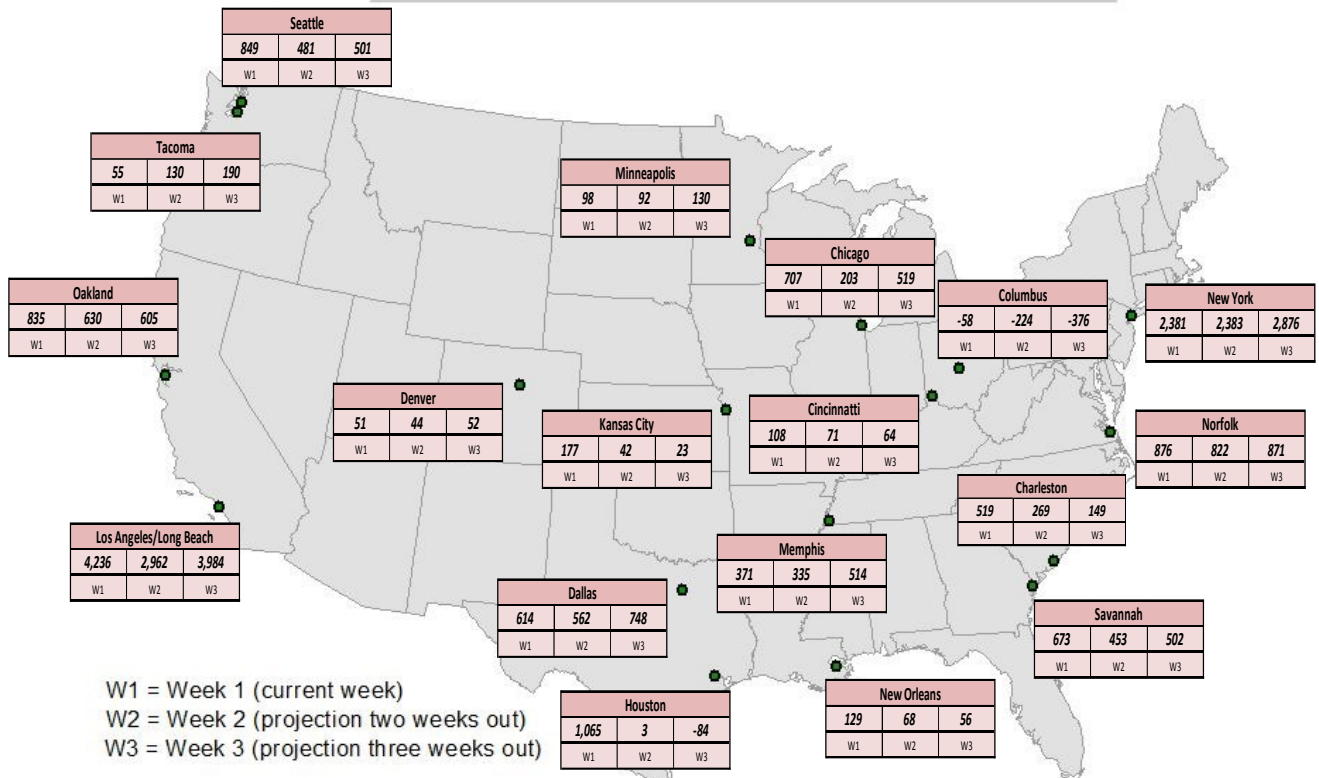 Seattle
849 481 501
W1 W2 W3
Tacoma
55 130 190
W1 W2 W3
Minneapolis
98 92 130
W1 W2 W3
Chicago
707 203 519
W1 W2 W3
Oakland
835 630 605
W1 W2 W3
Columbus
-58 -224 -376
W1 W2 W3
New York
2,381 2,383 2,876
W1 W2 W3
Denver
51 44 52
W1 W2 W3
Kansas City
177 42 23
W1 W2 W3
Cincinnatti
108 71 64
W1 W2 W3
Norfolk
876 822 871
W1 W2 W3
Charleston
519 269 149
W1 W2 W3
Los Angeles/Long Beach
4,236 2,962 3,984
W1 W2 W3
Memphis
371 335 514
W1 W2 W3
Dallas
614 562 748
W1 W2 W3
Savannah
673 453 502
W1 W2 W3
Houston
1,065 3 -84
W1 W2 W3
New Orleans
129 68 56
W1 W2 W3
W1 = Week 1 (current week)
W2 = Week 2 (projection two weeks out)
W3 = Week 3 (projection three weeks out)